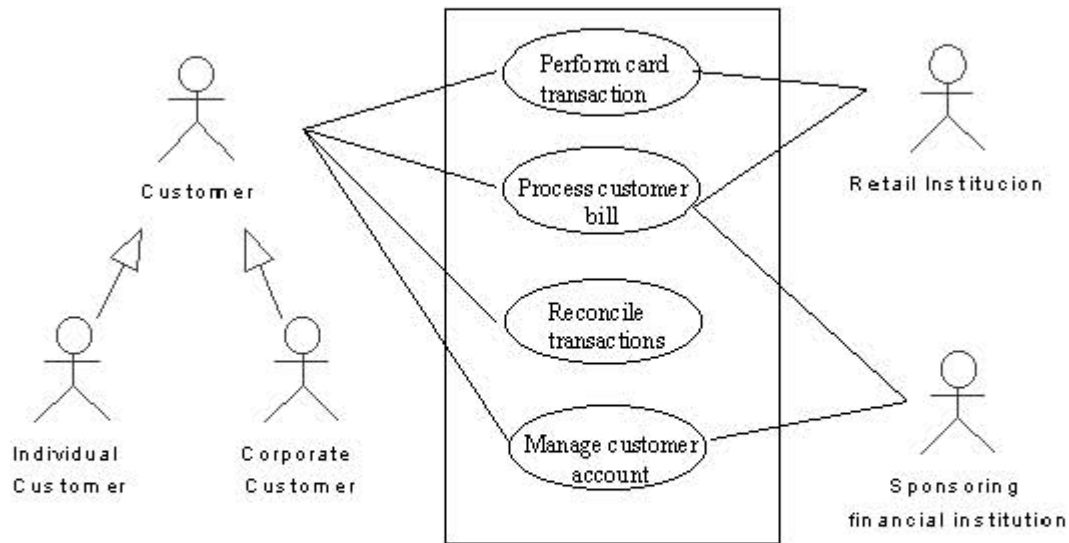 Perform card
transaction
Customer
Process customer
bill
Retail Institucion
Reconcile
transactions
Individual
Customer
Corporate
Customer
Manage customer
account
Sponsoring
financial institution